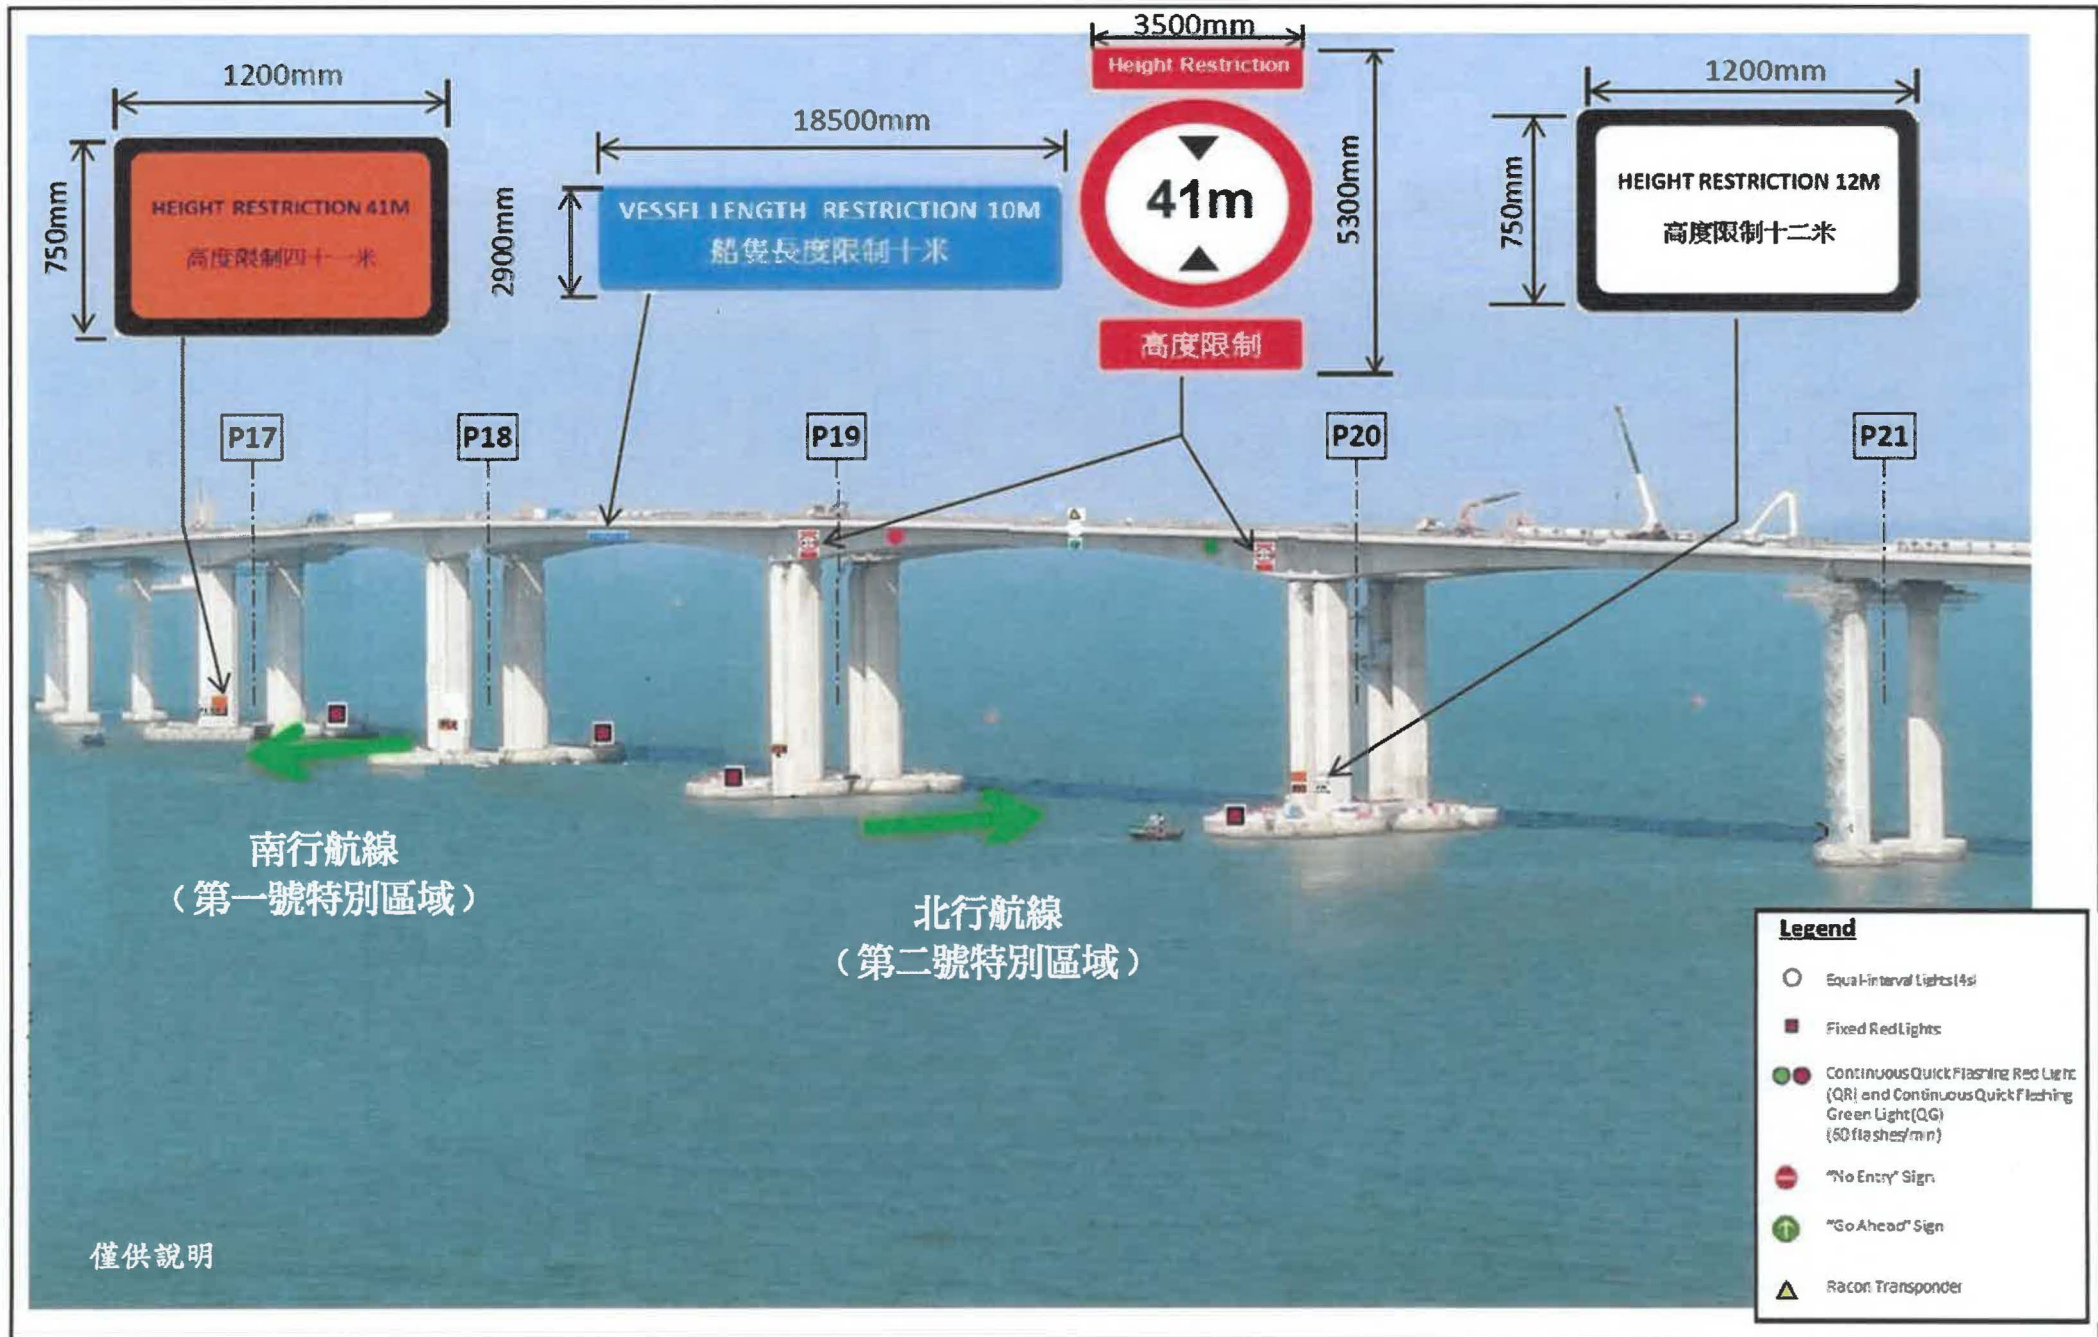 3500mm
Height Restriction
1200mm
1200mm
18500mm
750mm
HEIGHT RESTRICTION 41M
高度限制四十一米
2900mm
VESSEL LENGTH RESTRICTION 10M
船隻長度限制十米
41m
5300mm
750mm
HEIGHT RESTRICTION 12M
高度限制十二米
高度限制
P17
P18
P19
P20
P21
南行航線
（第一號特別區域）
北行航線
（第二號特別區域）
Legend
Equal-interval Lights(4s)
Fixed Red Lights
Continuous Quick Flashing Red Light
(QR) and Continuous Quick Flashing
Green Light(QG)
(60 flashes/min)
"No Entry" Sign
"Go Ahead" Sign
Racon Transponder
僅供說明